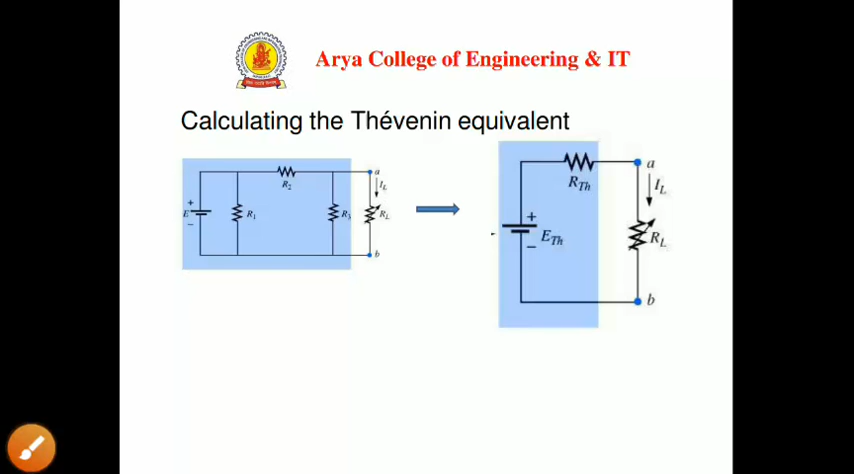 Arya College of Engineering & IT
Calculating the Thévenin equivalent
+
E
−
R1
R2
R3
a
IL
RL
b
+
ETh
−
RTh
a
IL
RL
b